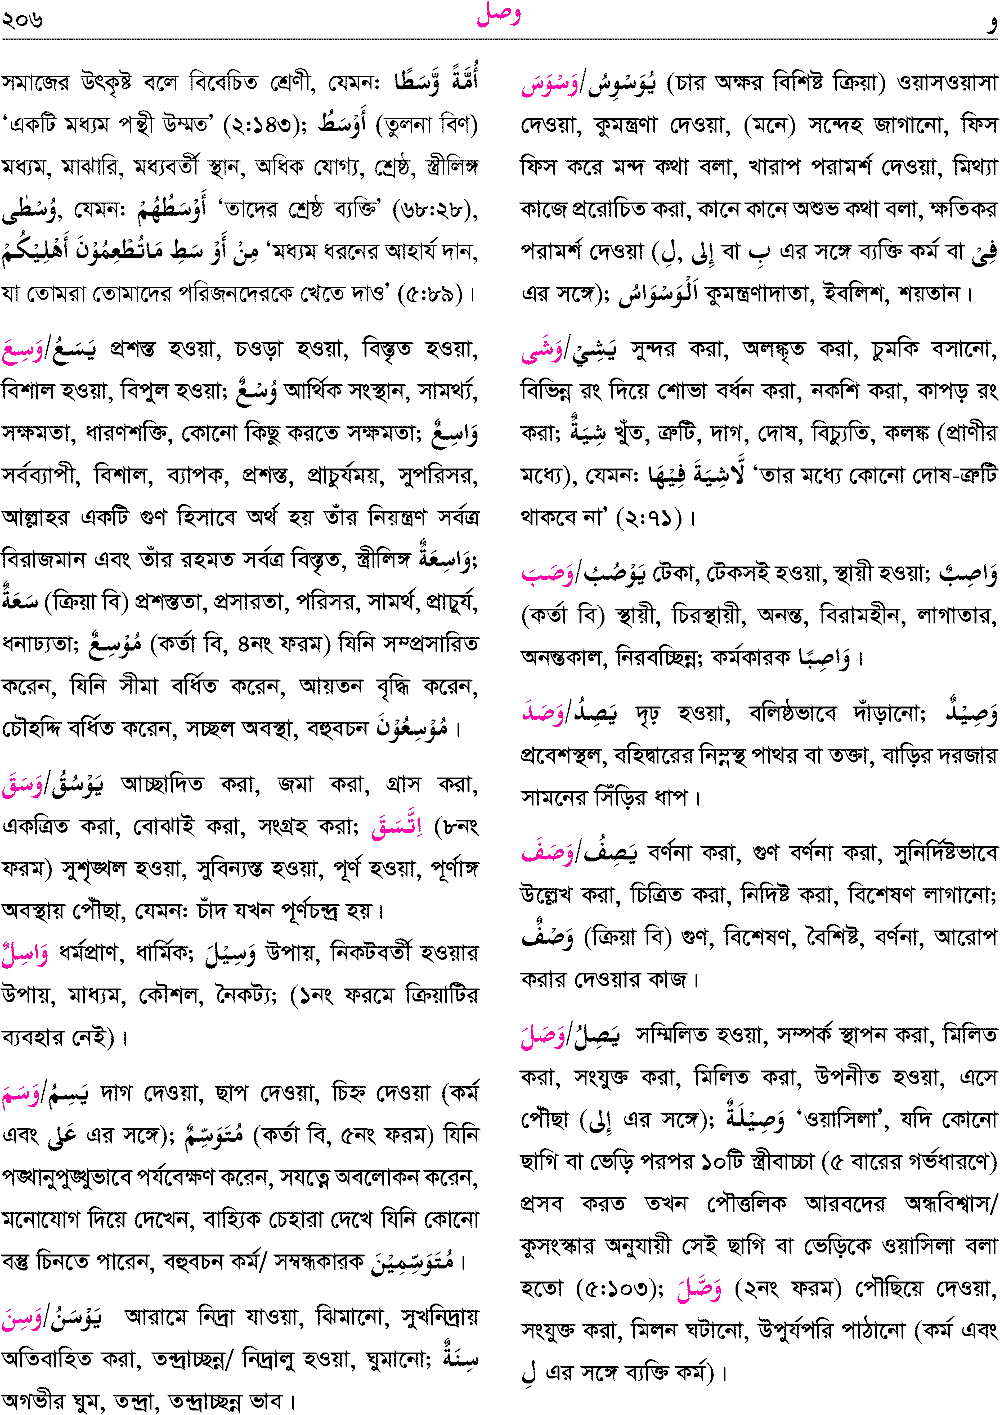 ২০৬ وصل و
সমাজের উৎকৃষ্ট বলে বিবেচিত শ্রেণী, যেমন: أُمَّةً وَّسَطًا
‘একটি মধ্যম পন্থী উম্মত’ (২:১৪৩); أَوْسَطُ (তুলনা বিণ)
মধ্যম, মাঝারি, মধ্যবর্তী স্থান, অধিক যোগ্য, শ্রেষ্ঠ, স্ত্রীলিঙ্গ
وُسْطٰى, যেমন: أَوْسَطُهُمْ ‘তাদের শ্রেষ্ঠ ব্যক্তি’ (৬৮:২৮),
مِنْ أَوْ سَطِ مَاتُطْعِمُوْنَ أَهْلِيْكُمْ ‘মধ্যম ধরনের আহার্য দান,
যা তোমরা তোমাদের পরিজনদেরকে খেতে দাও’ (৫:৮৯)।
وَسِعَ/يَسَعُ প্রশস্ত হওয়া, চওড়া হওয়া, বিস্তৃত হওয়া,
বিশাল হওয়া, বিপুল হওয়া; وُسْعٌ আর্থিক সংস্থান, সামর্থ্য,
সক্ষমতা, ধারণশক্তি, কোনো কিছু করতে সক্ষমতা; وَاسِعٌ
সর্বব্যাপী, বিশাল, ব্যাপক, প্রশস্ত, প্রাচুর্যময়, সুপরিসর,
আল্লাহর একটি গুণ হিসাবে অর্থ হয় তাঁর নিয়ন্ত্রণ সর্বত্র
বিরাজমান এবং তাঁর রহমত সর্বত্র বিস্তৃত, স্ত্রীলিঙ্গ وَاسِعَةٌ;
سَعَةٌ (ক্রিয়া বি) প্রশস্ততা, প্রসারতা, পরিসর, সামর্থ, প্রাচুর্য,
ধনাঢ্যতা; مُوْسِعٌ (কর্তা বি, ৪নং ফরম) যিনি সম্প্রসারিত
করেন, যিনি সীমা বর্ধিত করেন, আয়তন বৃদ্ধি করেন,
চৌহদ্দি বর্ধিত করেন, সচ্ছল অবস্থা, বহুবচন مُوْسِعُوْنَ।
وَسَقَ/يَوْسُقُ আচ্ছাদিত করা, জমা করা, গ্রাস করা,
একত্রিত করা, বোঝাই করা, সংগ্রহ করা; اِتَّسَقَ (৮নং
ফরম) সুশৃঙ্খল হওয়া, সুবিন্যস্ত হওয়া, পূর্ণ হওয়া, পূর্ণাঙ্গ
অবস্থায় পৌঁছা, যেমন: চাঁদ যখন পূর্ণচন্দ্র হয়।
وَاسِلٌ ধর্মপ্রাণ, ধার্মিক; وَسِيْلَ উপায়, নিকটবর্তী হওয়ার
উপায়, মাধ্যম, কৌশল, নৈকট্য; (১নং ফরমে ক্রিয়াটির
ব্যবহার নেই)।
وَسَمَ/يَسِمُ দাগ দেওয়া, ছাপ দেওয়া, চিহ্ন দেওয়া (কর্ম
এবং عَلٰى এর সঙ্গে); مُتَوَسِّمٌ (কর্তা বি, ৫নং ফরম) যিনি
পঙ্খানুপুঙ্খুভাবে পর্যবেক্ষণ করেন, সযত্নে অবলোকন করেন,
মনোযোগ দিয়ে দেখেন, বাহ্যিক চেহারা দেখে যিনি কোনো
বস্তু চিনতে পারেন, বহুবচন কর্ম/ সম্বন্ধকারক مُتَوَسِّمِيْنَ।
وَسِنَ/يَوْسَنُ আরামে নিদ্রা যাওয়া, ঝিমানো, সুখনিদ্রায়
অতিবাহিত করা, তন্দ্রাচ্ছন্ন/ নিদ্রালু হওয়া, ঘুমানো; سِنَةٌ
অগভীর ঘুম, তন্দ্রা, তন্দ্রাচ্ছন্ন ভাব।
وَسْوَسَ/يُوَسْوِسُ (চার অক্ষর বিশিষ্ট ক্রিয়া) ওয়াসওয়াসা
দেওয়া, কুমন্ত্রণা দেওয়া, (মনে) সন্দেহ জাগানো, ফিস
ফিস করে মন্দ কথা বলা, খারাপ পরামর্শ দেওয়া, মিথ্যা
কাজে প্ররোচিত করা, কানে কানে অশুভ কথা বলা, ক্ষতিকর
পরামর্শ দেওয়া (لِ, إِلٰى বা بِ এর সঙ্গে ব্যক্তি কর্ম বা فِيْ
এর সঙ্গে); اَلْوَسْوَاسُ কুমন্ত্রণাদাতা, ইবলিশ, শয়তান।
وَشٰى/يَشِيْ সুন্দর করা, অলঙ্কৃত করা, চুমকি বসানো,
বিভিন্ন রং দিয়ে শোভা বর্ধন করা, নকশি করা, কাপড় রং
করা; شِيَةٌ খুঁত, ত্রুটি, দাগ, দোষ, বিচ্যুতি, কলঙ্ক (প্রাণীর
মধ্যে), যেমন: لَّاشِيَةَ فِيْهَا ‘তার মধ্যে কোনো দোষ-ত্রুটি
থাকবে না’ (২:৭১)।
وَصَبَ/يَوْصُبُ টেকা, টেকসই হওয়া, স্থায়ী হওয়া; وَاصِبٌ
(কর্তা বি) স্থায়ী, চিরস্থায়ী, অনন্ত, বিরামহীন, লাগাতার,
অনন্তকাল, নিরবচ্ছিন্ন; কর্মকারক وَاصِبًا।
وَصَدَ/يَصِدُ দৃঢ় হওয়া, বলিষ্ঠভাবে দাঁড়ানো; وَصِيْدٌ
প্রবেশস্থল, বহিদ্বারের নিম্নস্থ পাথর বা তক্তা, বাড়ির দরজার
সামনের সিঁড়ির ধাপ।
وَصَفَ/يَصِفُ বর্ণনা করা, গুণ বর্ণনা করা, সুনির্দিষ্টভাবে
উল্লেখ করা, চিত্রিত করা, নির্দিষ্ট করা, বিশেষণ লাগানো;
وَصْفٌ (ক্রিয়া বি) গুণ, বিশেষণ, বৈশিষ্ট, বর্ণনা, আরোপ
করার দেওয়ার কাজ।
وَصَلَ/يَصِلُ সম্মিলিত হওয়া, সম্পর্ক স্থাপন করা, মিলিত
করা, সংযুক্ত করা, মিলিত করা, উপনীত হওয়া, এসে
পৌঁছা (إِلٰى এর সঙ্গে); وَصِيْلَةٌ ‘ওয়াসিলা’, যদি কোনো
ছাগি বা ভেড়ি পরপর ১০টি স্ত্রীবাচ্চা (৫ বারের গর্ভধারণে)
প্রসব করত তখন পৌত্তলিক আরবদের অন্ধবিশ্বাস/
কুসংস্কার অনুযায়ী সেই ছাগি বা ভেড়িকে ওয়াসিলা বলা
হতো (৫:১০৩); وَصَّلَ (২নং ফরম) পৌছিয়ে দেওয়া,
সংযুক্ত করা, মিলন ঘটানো, উপুর্যপরি পাঠানো (কর্ম এবং
لِ এর সঙ্গে ব্যক্তি কর্ম)।